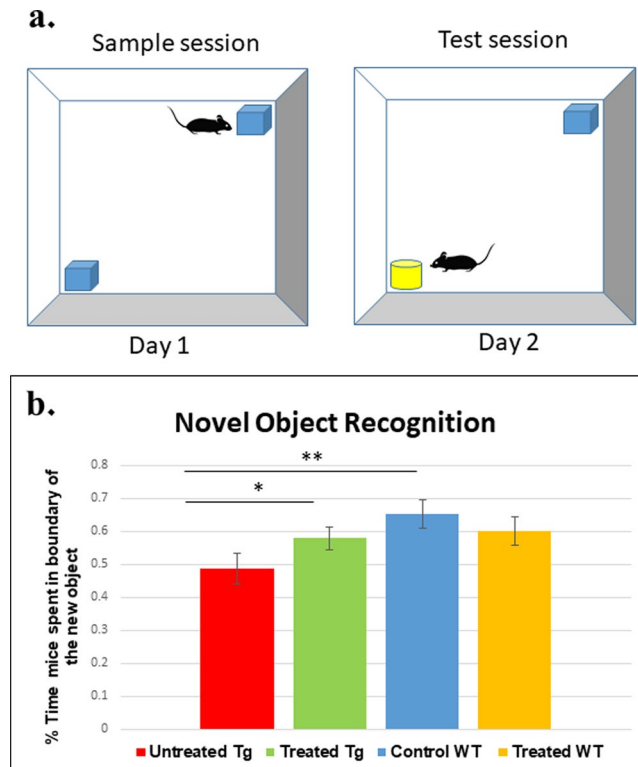 a.
Sample session
Test session
Day 1
Day 2
b.
Novel Object Recognition
% Time mice spent in boundary of
the new object
0.8
0.7
0.6
0.5
0.4
0.3
0.2
0.1
0
**
*
Untreated Tg
Treated Tg
Control WT
Treated WT